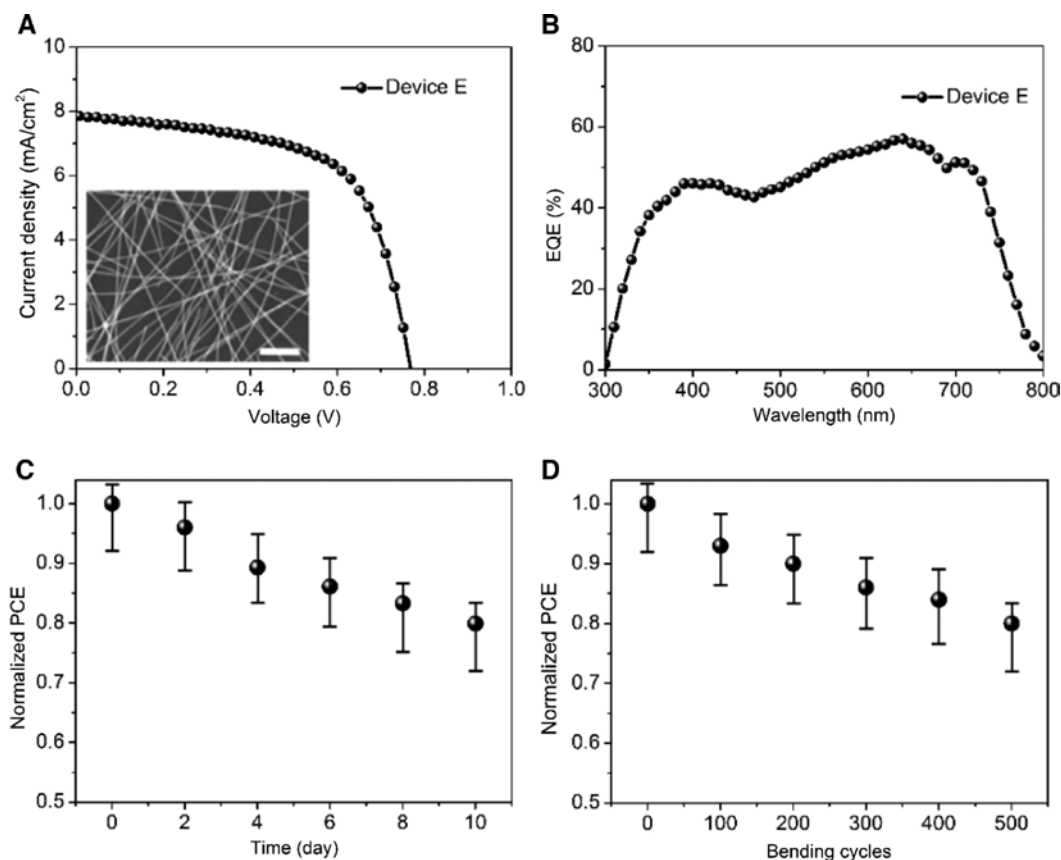 A
10
8
6
4
2
0
Current density (mA/cm²)
Device E
0.0 0.2 0.4 0.6 0.8 1.0
Voltage (V)
B
80
60
40
20
0
EQE (%)
Device E
300 400 500 600 700 800
Wavelength (nm)
C
1.0
0.9
0.8
0.7
0.6
0.5
Normalized PCE
0 2 4 6 8 10
Time (day)
D
1.0
0.9
0.8
0.7
0.6
0.5
Normalized PCE
0 100 200 300 400 500
Bending cycles